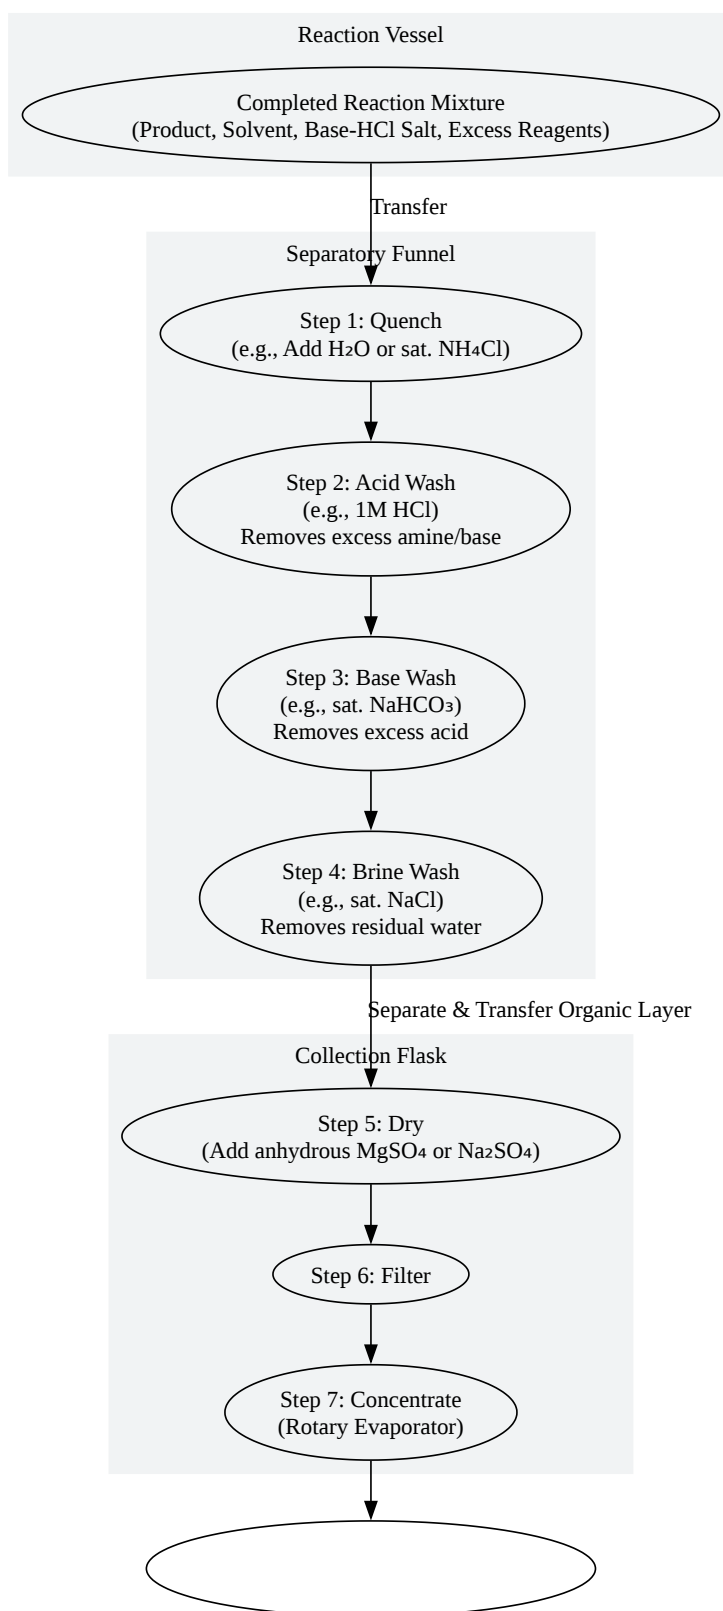 Reaction Vessel
Completed Reaction Mixture
(Product, Solvent, Base-HCl Salt, Excess Reagents)
Transfer
Separatory Funnel
Step 1: Quench
(e.g., Add H₂O or sat. NH₄Cl)
Step 2: Acid Wash
(e.g., 1M HCl)
Removes excess amine/base
Step 3: Base Wash
(e.g., sat. NaHCO₃)
Removes excess acid
Step 4: Brine Wash
(e.g., sat. NaCl)
Removes residual water
Separate & Transfer Organic Layer
Collection Flask
Step 5: Dry
(Add anhydrous MgSO₄ or Na₂SO₄)
Step 6: Filter
Step 7: Concentrate
(Rotary Evaporator)